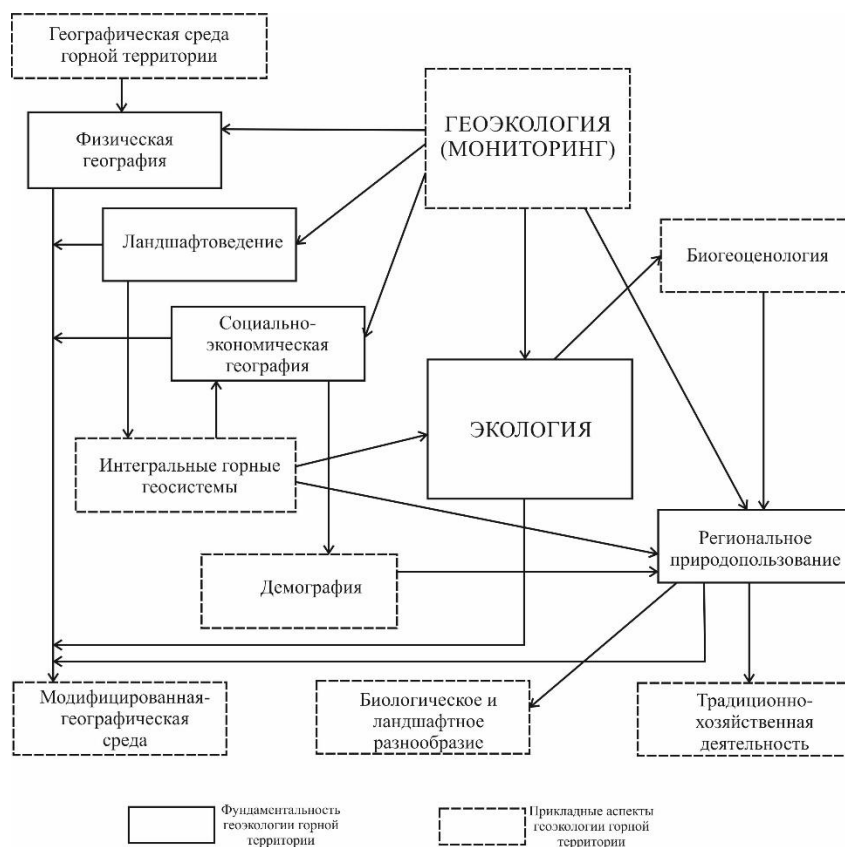 Географическая среда
горной территории
Физическая
география
ГЕОЭКОЛОГИЯ
(МОНИТОРИНГ)
Ландшафтоведение
Биогеоценология
Социально-
экономическая
география
ЭКОЛОГИЯ
Интегральные горные
геосистемы
Региональное
природопользование
Демография
Модифицированная-
географическая
среда
Биологическое и
ландшафтное
разнообразие
Традиционно-
хозяйственная
деятельность
Фундаментальность
геоэкологии горной
территории
Прикладные аспекты
геоэкологии горной
территории